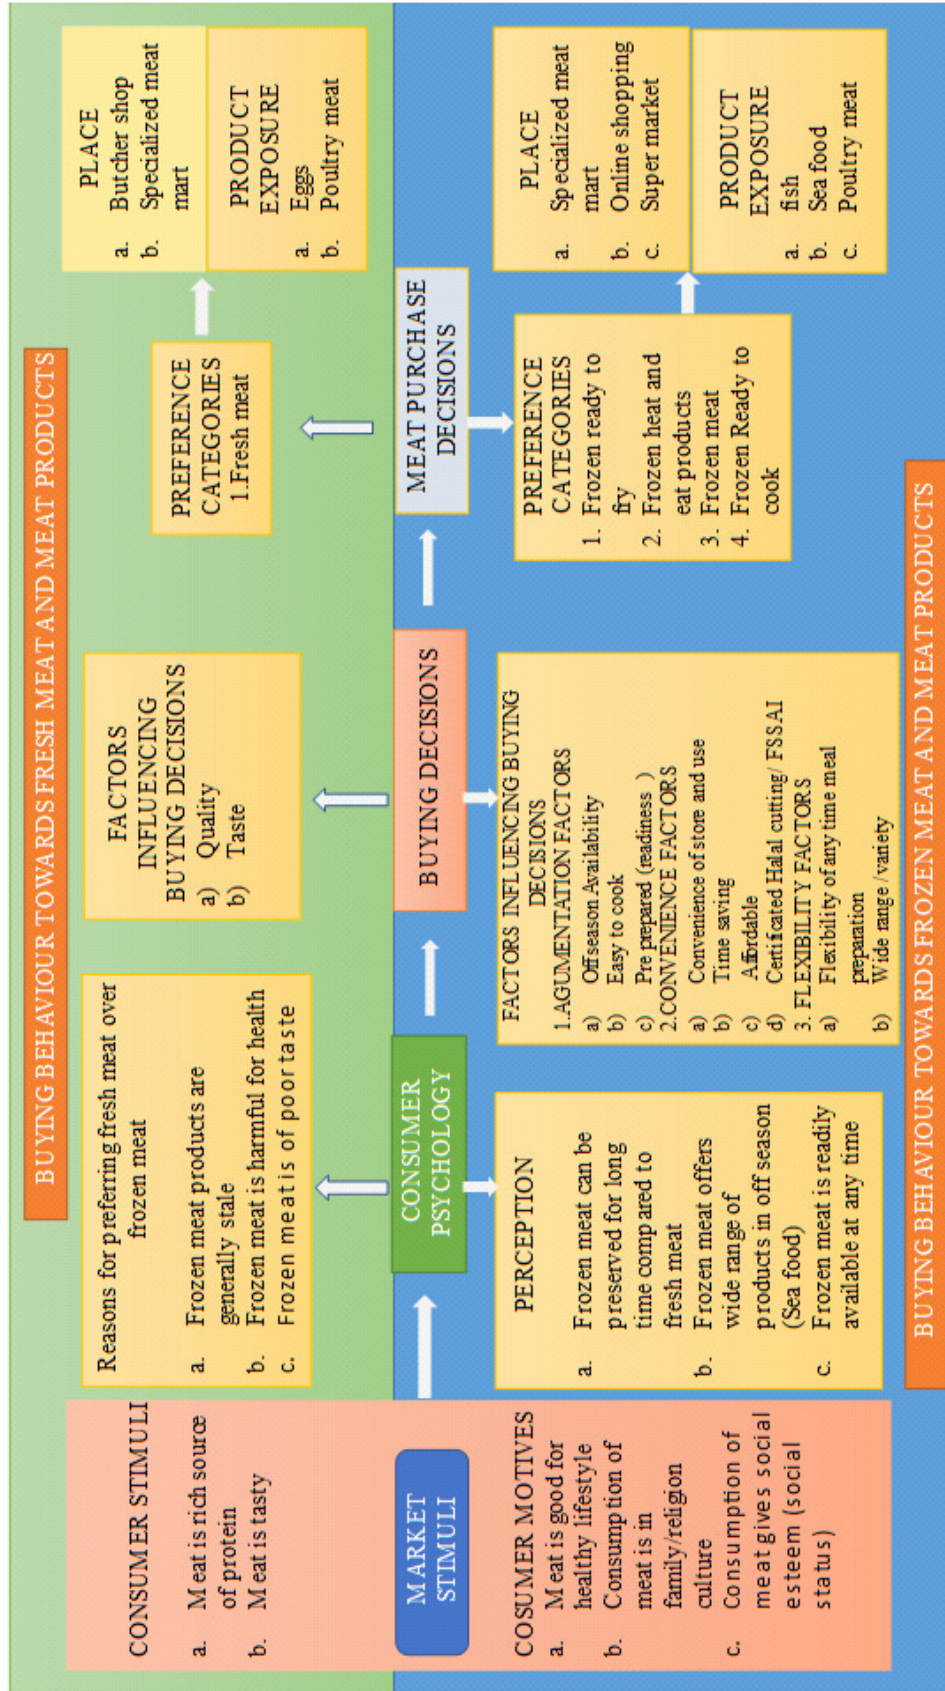 BUYING BEHAVIOUR TOWARDS FRESH MEAT AND MEAT PRODUCTS
CONSUMER STIMULI
a. Meat is rich source
of protein
b. Meat is tasty
MARKET
STIMULI
COSUMER MOTIVES
a. Meat is good for
healthy lifestyle
b. Consumption of
meat is in
family/religion
culture
c. Consumption of
meat gives social
esteem (social
status)
Reasons for preferring fresh meat over
frozen meat
a. Frozen meat products are
generally stale
b. Frozen meat is harmful for health
c. Frozen meat is of poor taste
CONSUMER
PSYCHOLOGY
PERCEPTION
a. Frozen meat can be
preserved for long
time compared to
fresh meat
b. Frozen meat offers
wide range of
products in off season
(Sea food)
c. Frozen meat is readily
available at any time
FACTORS
INFLUENCING
BUYING DECISIONS
a) Quality
b) Taste
BUYING DECISIONS
FACTORS INFLUENCING BUYING
DECISIONS
1.AGUMENTATION FACTORS
a) Offseason Availability
b) Easy to cook
c) Pre prepared (readiness )
2.CONVENIENCE FACTORS
a) Convenience of store and use
b) Time saving
c) Affordable
d) Certificated Halal cutting/ FSSAI
3. FLEXIBILITY FACTORS
a) Flexibility of any time meal
preparation
b) Wide range /variety
PREFERENCE
CATEGORIES
1.Fresh meat
MEAT PURCHASE
DECISIONS
PREFERENCE
CATEGORIES
1. Frozen ready to
fry
2. Frozen heat and
eat products
3. Frozen meat
4. Frozen Ready to
cook
PLACE
a. Butcher shop
b. Specialized meat
mart
PRODUCT
EXPOSURE
a. Eggs
b. Poultry meat
PLACE
a. Specialized meat
mart
b. Online shopping
c. Super market
PRODUCT
EXPOSURE
a. fish
b. Sea food
c. Poultry meat
BUYING BEHAVIOUR TOWARDS FROZEN MEAT AND MEAT PRODUCTS